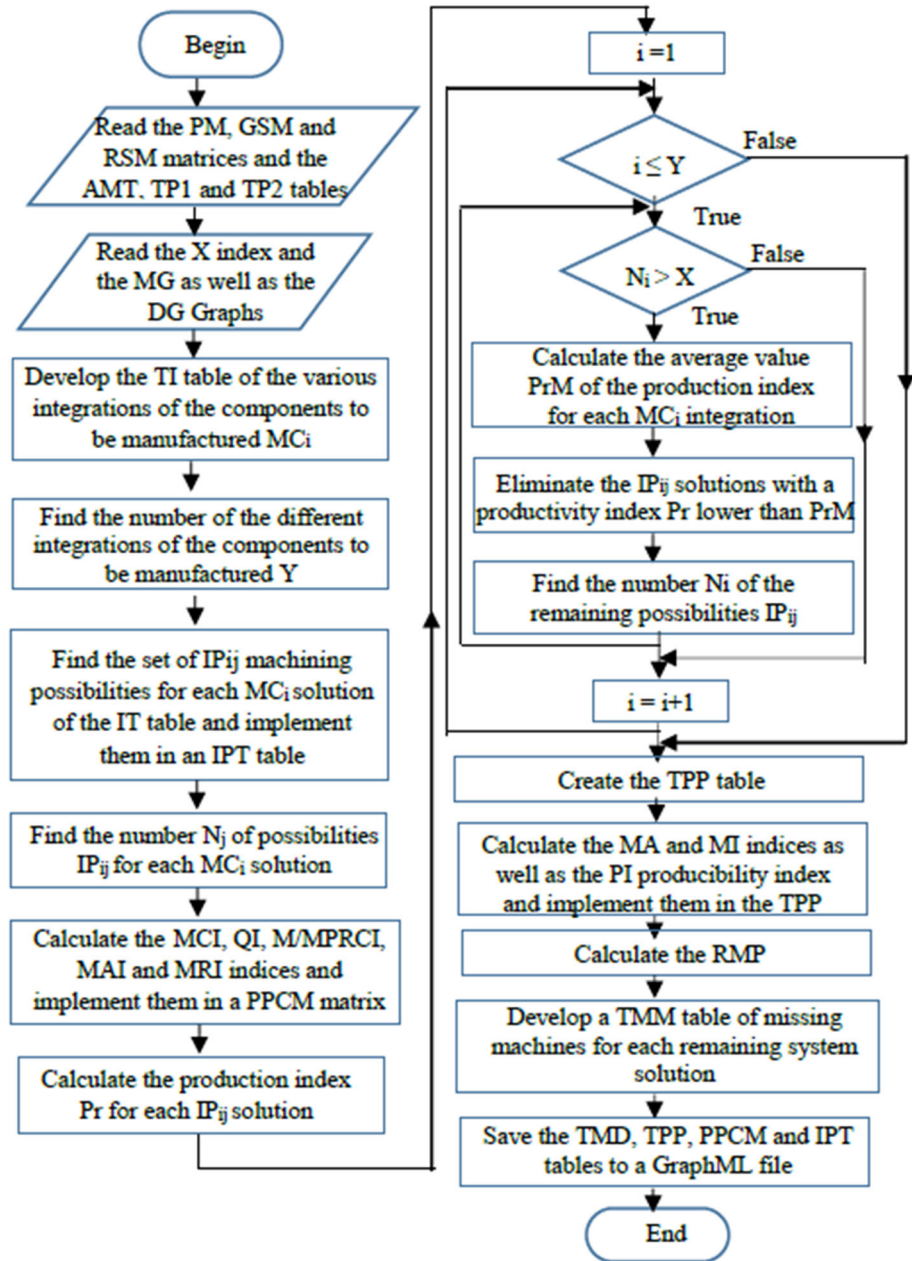 Begin
Read the PM, GSM and
RSM matrices and the
AMT, TP1 and TP2 tables
Read the X index and
the MG as well as the
DG Graphs
Develop the TI table of the various
integrations of the components to
be manufactured MCi
Find the number of the different
integrations of the components to
be manufactured Y
Find the set of IPij machining
possibilities for each MCi solution
of the IT table and implement
them in an IPT table
Find the number Nj of possibilities
IPij for each MCi solution
Calculate the MCI, QI, M/MPRCI,
MAI and MRI indices and
implement them in a PPCM matrix
Calculate the production index
Pr for each IPij solution
i =1
i ≤ Y
False
True
Ni > X
False
True
Calculate the average value
PrM of the production index
for each MCi integration
Eliminate the IPij solutions with a
productivity index Pr lower than PrM
Find the number Ni of the
remaining possibilities IPij
i = i+1
Create the TPP table
Calculate the MA and MI indices as
well as the PI producibility index
and implement them in the TPP
Calculate the RMP
Develop a TMM table of missing
machines for each remaining system
solution
Save the TMD, TPP, PPCM and IPT
tables to a GraphML file
End